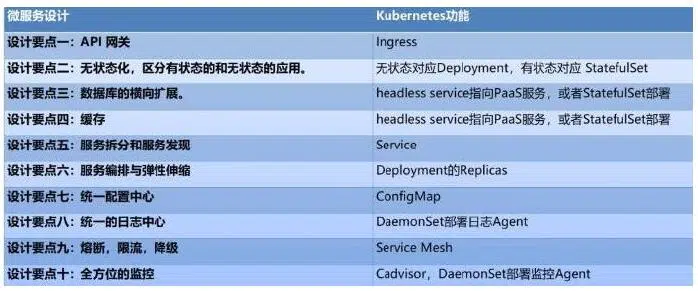 微服务设计 Kubernetes功能
设计要点一：API 网关 Ingress
设计要点二：无状态化，区分有状态的和无状态的应用。 无状态对应Deployment，有状态对应 StatefulSet
设计要点三：数据库的横向扩展。 headless service指向PaaS服务，或者StatefulSet部署
设计要点四：缓存 headless service指向PaaS服务，或者StatefulSet部署
设计要点五：服务拆分和服务发现 Service
设计要点六：服务编排与弹性伸缩 Deployment的Replicas
设计要点七：统一配置中心 ConfigMap
设计要点八：统一的日志中心 DaemonSet部署日志Agent
设计要点九：熔断，限流，降级 Service Mesh
设计要点十：全方位的监控 Cadvisor，DaemonSet部署监控Agent